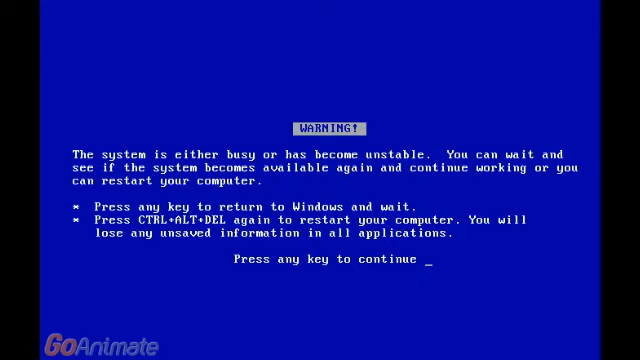 WARNING!
The system is either busy or has become unstable.  You can wait and
see if the system becomes available again and continue working or you
can restart your computer.
*  Press any key to return to Windows and wait.
*  Press CTRL+ALT+DEL again to restart your computer. You will
lose any unsaved information in all applications.
Press any key to continue _
GoAnimate